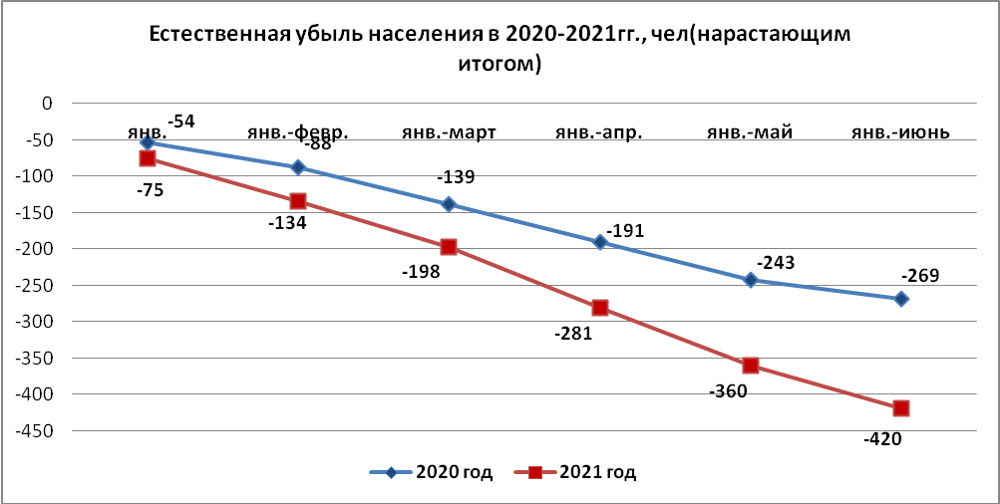 Естественная убыль населения в 2020-2021гг., чел(нарастающим
итогом)
0
-50
-100
-150
-200
-250
-300
-350
-400
-450
янв.
янв.-февр.
янв.-март
янв.-апр.
янв.-май
янв.-июнь
-54
-88
-139
-191
-243
-269
-75
-134
-198
-281
-360
-420
2020 год
2021 год